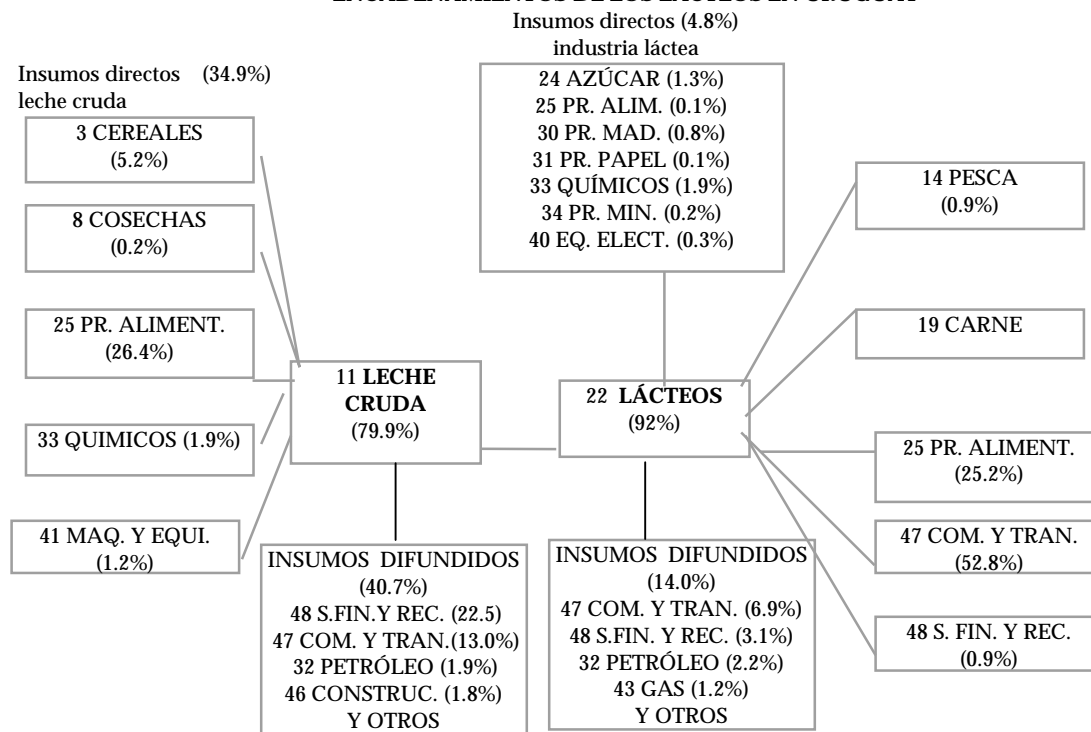 Insumos directos (4.8%)
industria láctea
24 AZÚCAR (1.3%)
25 PR. ALIM. (0.1%)
30 PR. MAD. (0.8%)
31 PR. PAPEL (0.1%)
33 QUÍMICOS (1.9%)
34 PR. MIN. (0.2%)
40 EQ. ELECT. (0.3%)
Insumos directos (34.9%)
leche cruda
3 CEREALES
(5.2%)
8 COSECHAS
(0.2%)
25 PR. ALIMENT.
(26.4%)
33 QUIMICOS (1.9%)
41 MAQ. Y EQUI.
(1.2%)
11 LECHE
CRUDA
(79.9%)
22 LÁCTEOS
(92%)
14 PESCA
(0.9%)
19 CARNE
25 PR. ALIMENT.
(25.2%)
47 COM. Y TRAN.
(52.8%)
48 S. FIN. Y REC.
(0.9%)
INSUMOS DIFUNDIDOS
(40.7%)
48 S.FIN.Y REC. (22.5)
47 COM. Y TRAN.(13.0%)
32 PETRÓLEO (1.9%)
46 CONSTRUC. (1.8%)
Y OTROS
INSUMOS DIFUNDIDOS
(14.0%)
47 COM. Y TRAN. (6.9%)
48 S.FIN. Y REC. (3.1%)
32 PETRÓLEO (2.2%)
43 GAS (1.2%)
Y OTROS